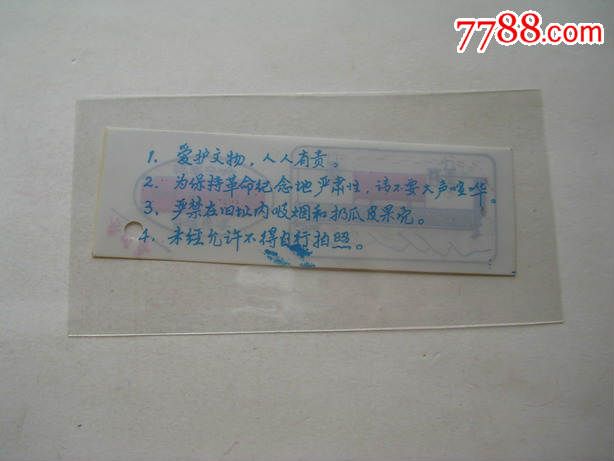 7788.com
1. 爱护文物，人人有责。
2. 为保持革命纪念地严肃性，请不要大声喧华。
3. 严禁在旧址内吸烟和扔瓜皮果壳。
4. 未经允许不得自行拍照。